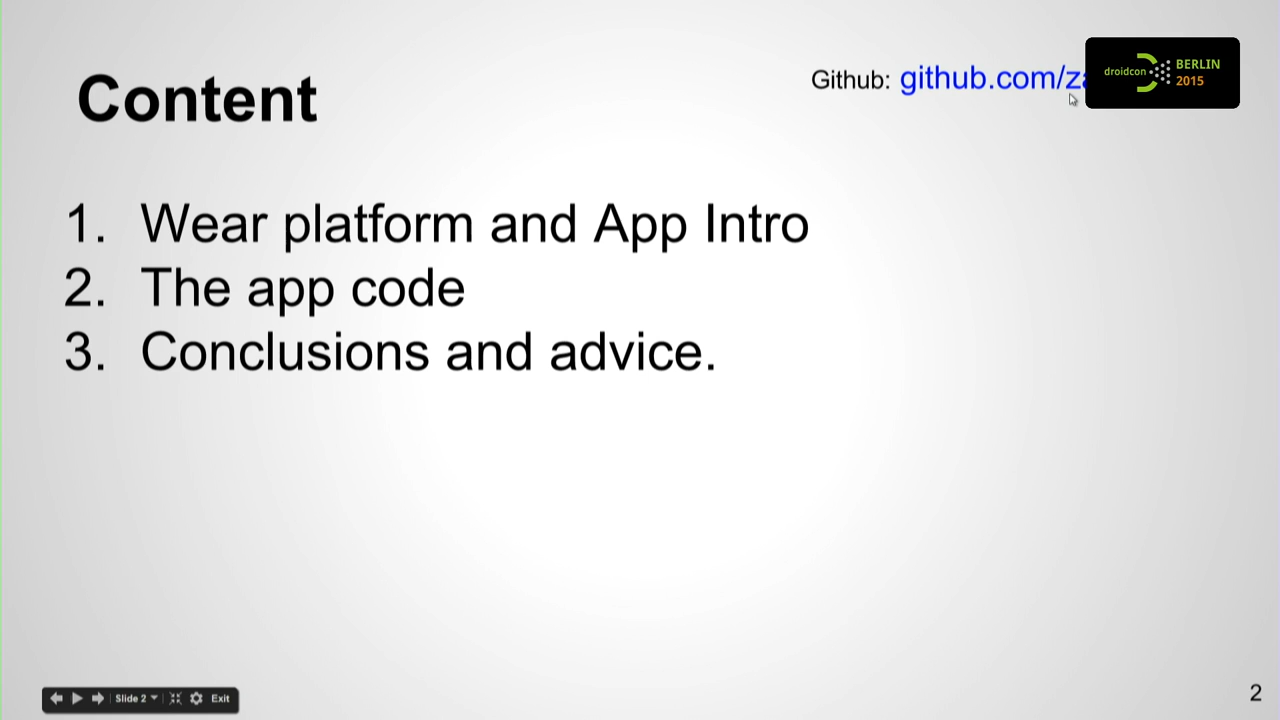 Content
Github: github.com/
droidcon BERLIN 2015
1. Wear platform and App Intro
2. The app code
3. Conclusions and advice.
Slide 2 Exit
2